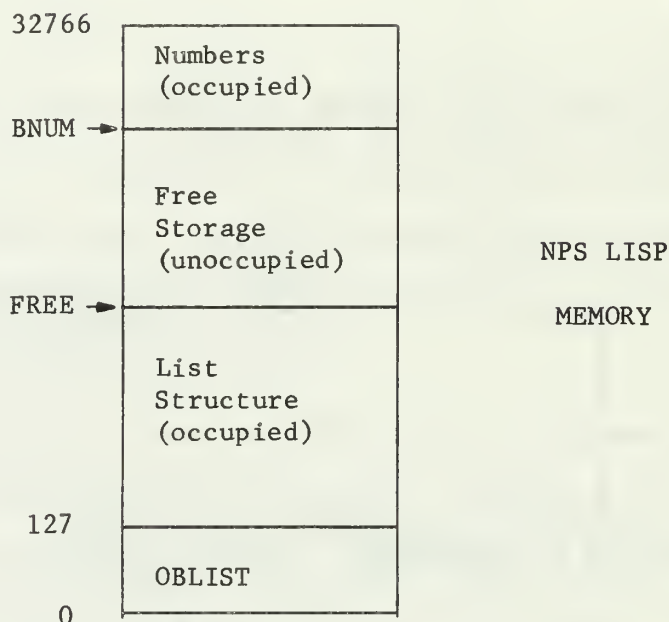 32766
Numbers
(occupied)
BNUM
Free
Storage
(unoccupied)
NPS LISP
FREE
MEMORY
List
Structure
(occupied)
127
OBLIST
0